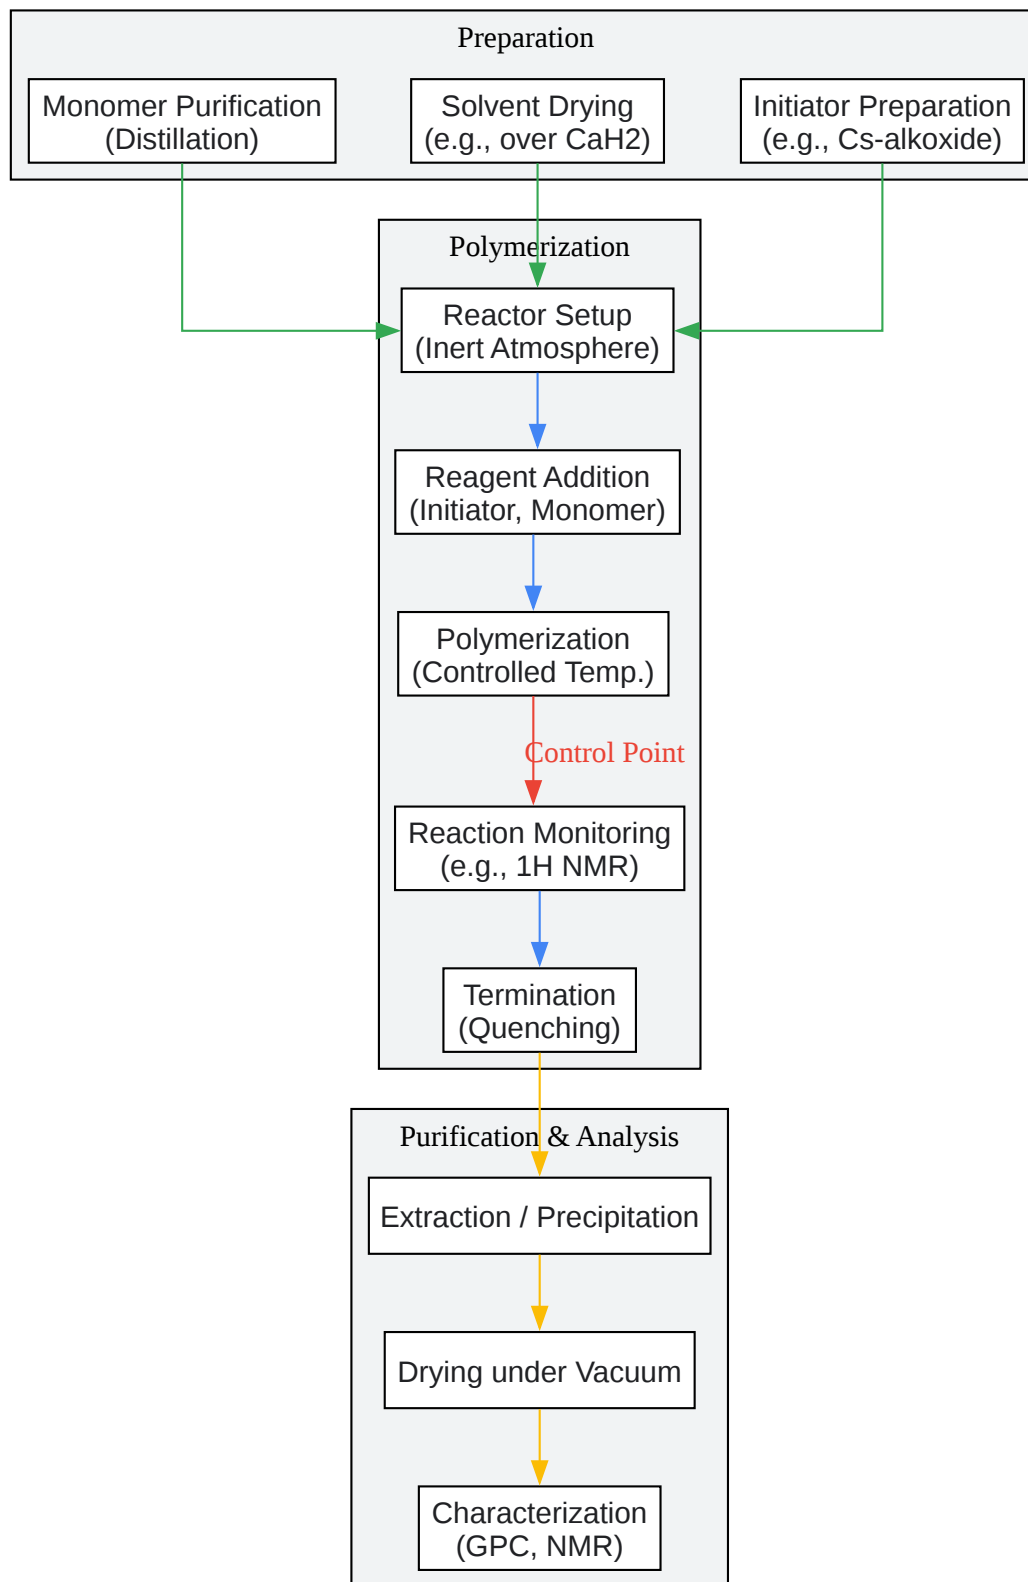 Preparation
Monomer Purification
(Distillation)
Solvent Drying
(e.g., over CaH2)
Initiator Preparation
(e.g., Cs-alkoxide)
Polymerization
Reactor Setup
(Inert Atmosphere)
Reagent Addition
(Initiator, Monomer)
Polymerization
(Controlled Temp.)
Control Point
Reaction Monitoring
(e.g., 1H NMR)
Termination
(Quenching)
Purification & Analysis
Extraction / Precipitation
Drying under Vacuum
Characterization
(GPC, NMR)